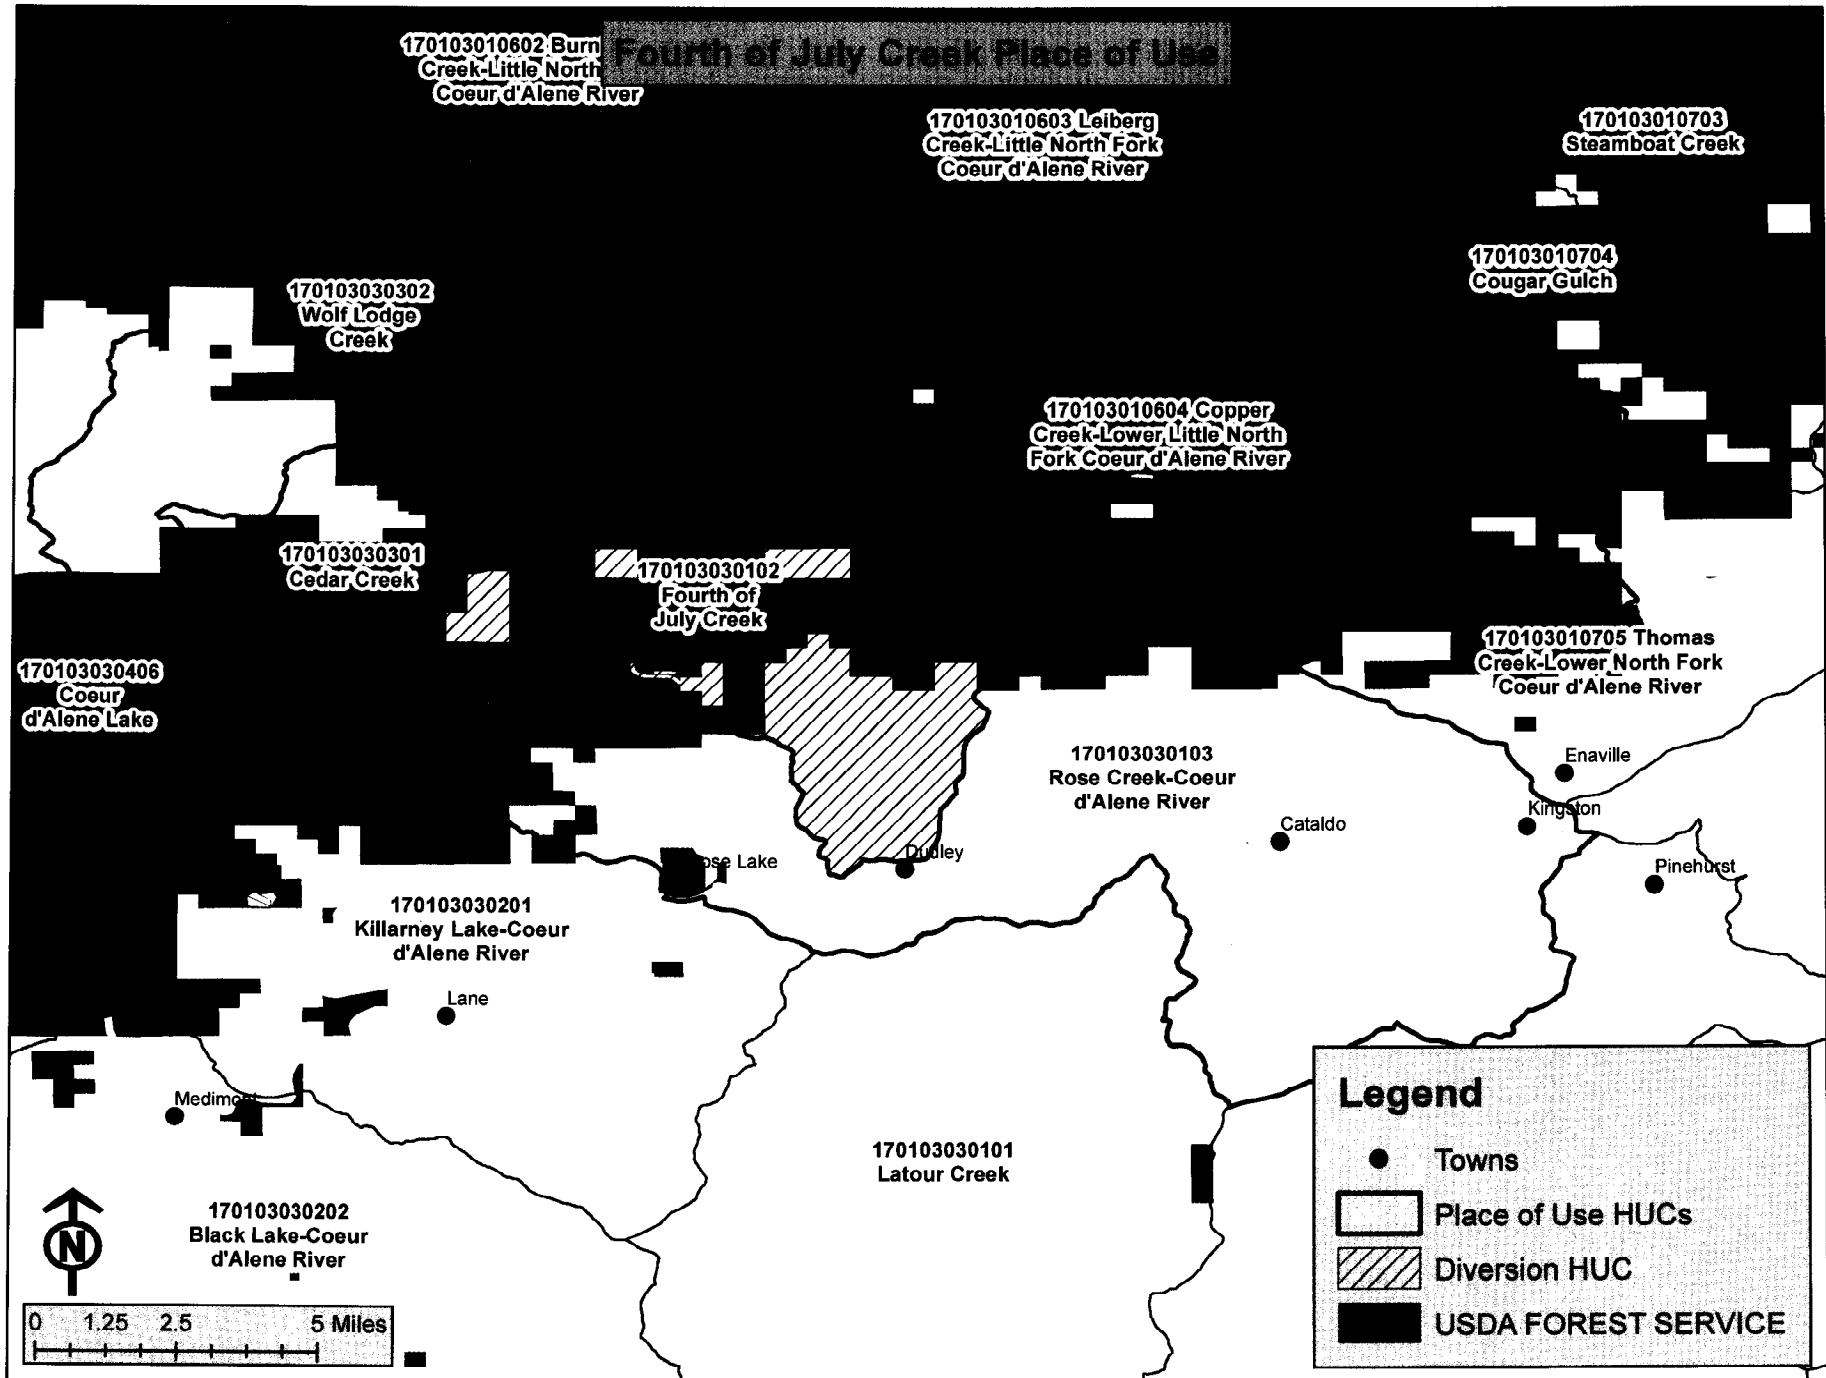 Fourth of July Creek Place of Use
170103010602 Burn
Creek-Little North
Coeur d'Alene River
170103010603 Leiberg
Creek-Little North Fork
Coeur d'Alene River
170103010703
Steamboat Creek
170103010704
Cougar Gulch
170103030302
Wolf Lodge
Creek
170103010604 Copper
Creek-Lower Little North
Fork Coeur d'Alene River
170103030301
Cedar Creek
170103030102
Fourth of
July Creek
170103030406
Coeur
d'Alene Lake
170103010705 Thomas
Creek-Lower North Fork
Coeur d'Alene River
170103030103
Rose Creek-Coeur
d'Alene River
Enaville
Kingston
Cataldo
Pinehurst
Dudley
ose Lake
170103030201
Killarney Lake-Coeur
d'Alene River
Lane
Medimont
170103030101
Latour Creek
170103030202
Black Lake-Coeur
d'Alene River
N
0 1.25 2.5 5 Miles
Legend
Towns
Place of Use HUCs
Diversion HUC
USDA FOREST SERVICE